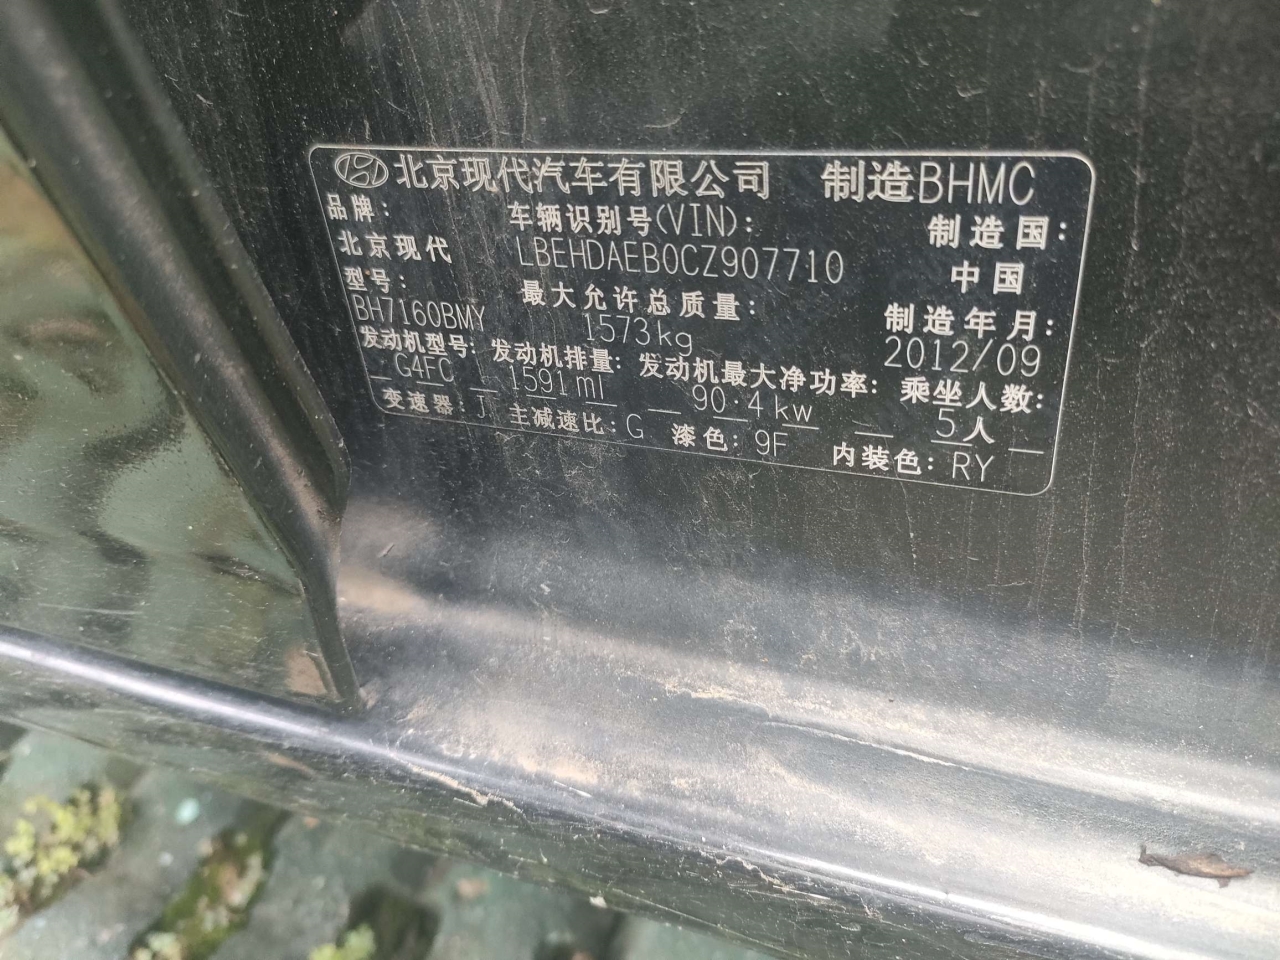 北京现代汽车有限公司 制造BHMC
品牌: 车辆识别号(VIN): 制造国:
北京现代 LBEHDAEB0CZ907710 中国
型号: 最大允许总质量: 制造年月:
BH7160BMY 1573kg 2012/09
发动机型号: 发动机排量: 发动机最大净功率: 乘坐人数:
G4FC 1591ml 90.4kw 5人
变速器: J 主减速比: G 漆色: 9F 内装色: RY